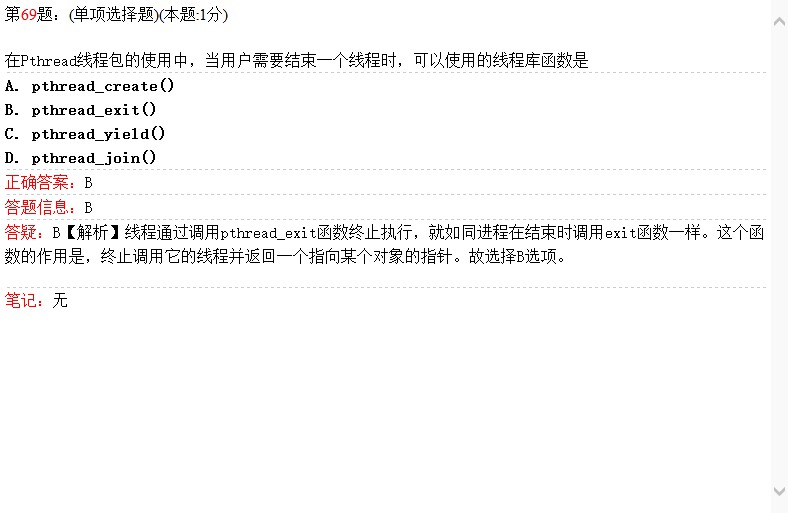 第69题：(单项选择题)(本题:1分)
在Pthread线程包的使用中，当用户需要结束一个线程时，可以使用的线程库函数是
A. pthread_create()
B. pthread_exit()
C. pthread_yield()
D. pthread_join()
正确答案：B
答题信息：B
答疑：B【解析】线程通过调用pthread_exit函数终止执行，就如同进程在结束时调用exit函数一样。这个函
数的作用是，终止调用它的线程并返回一个指向某个对象的指针。故选择B选项。
笔记：无